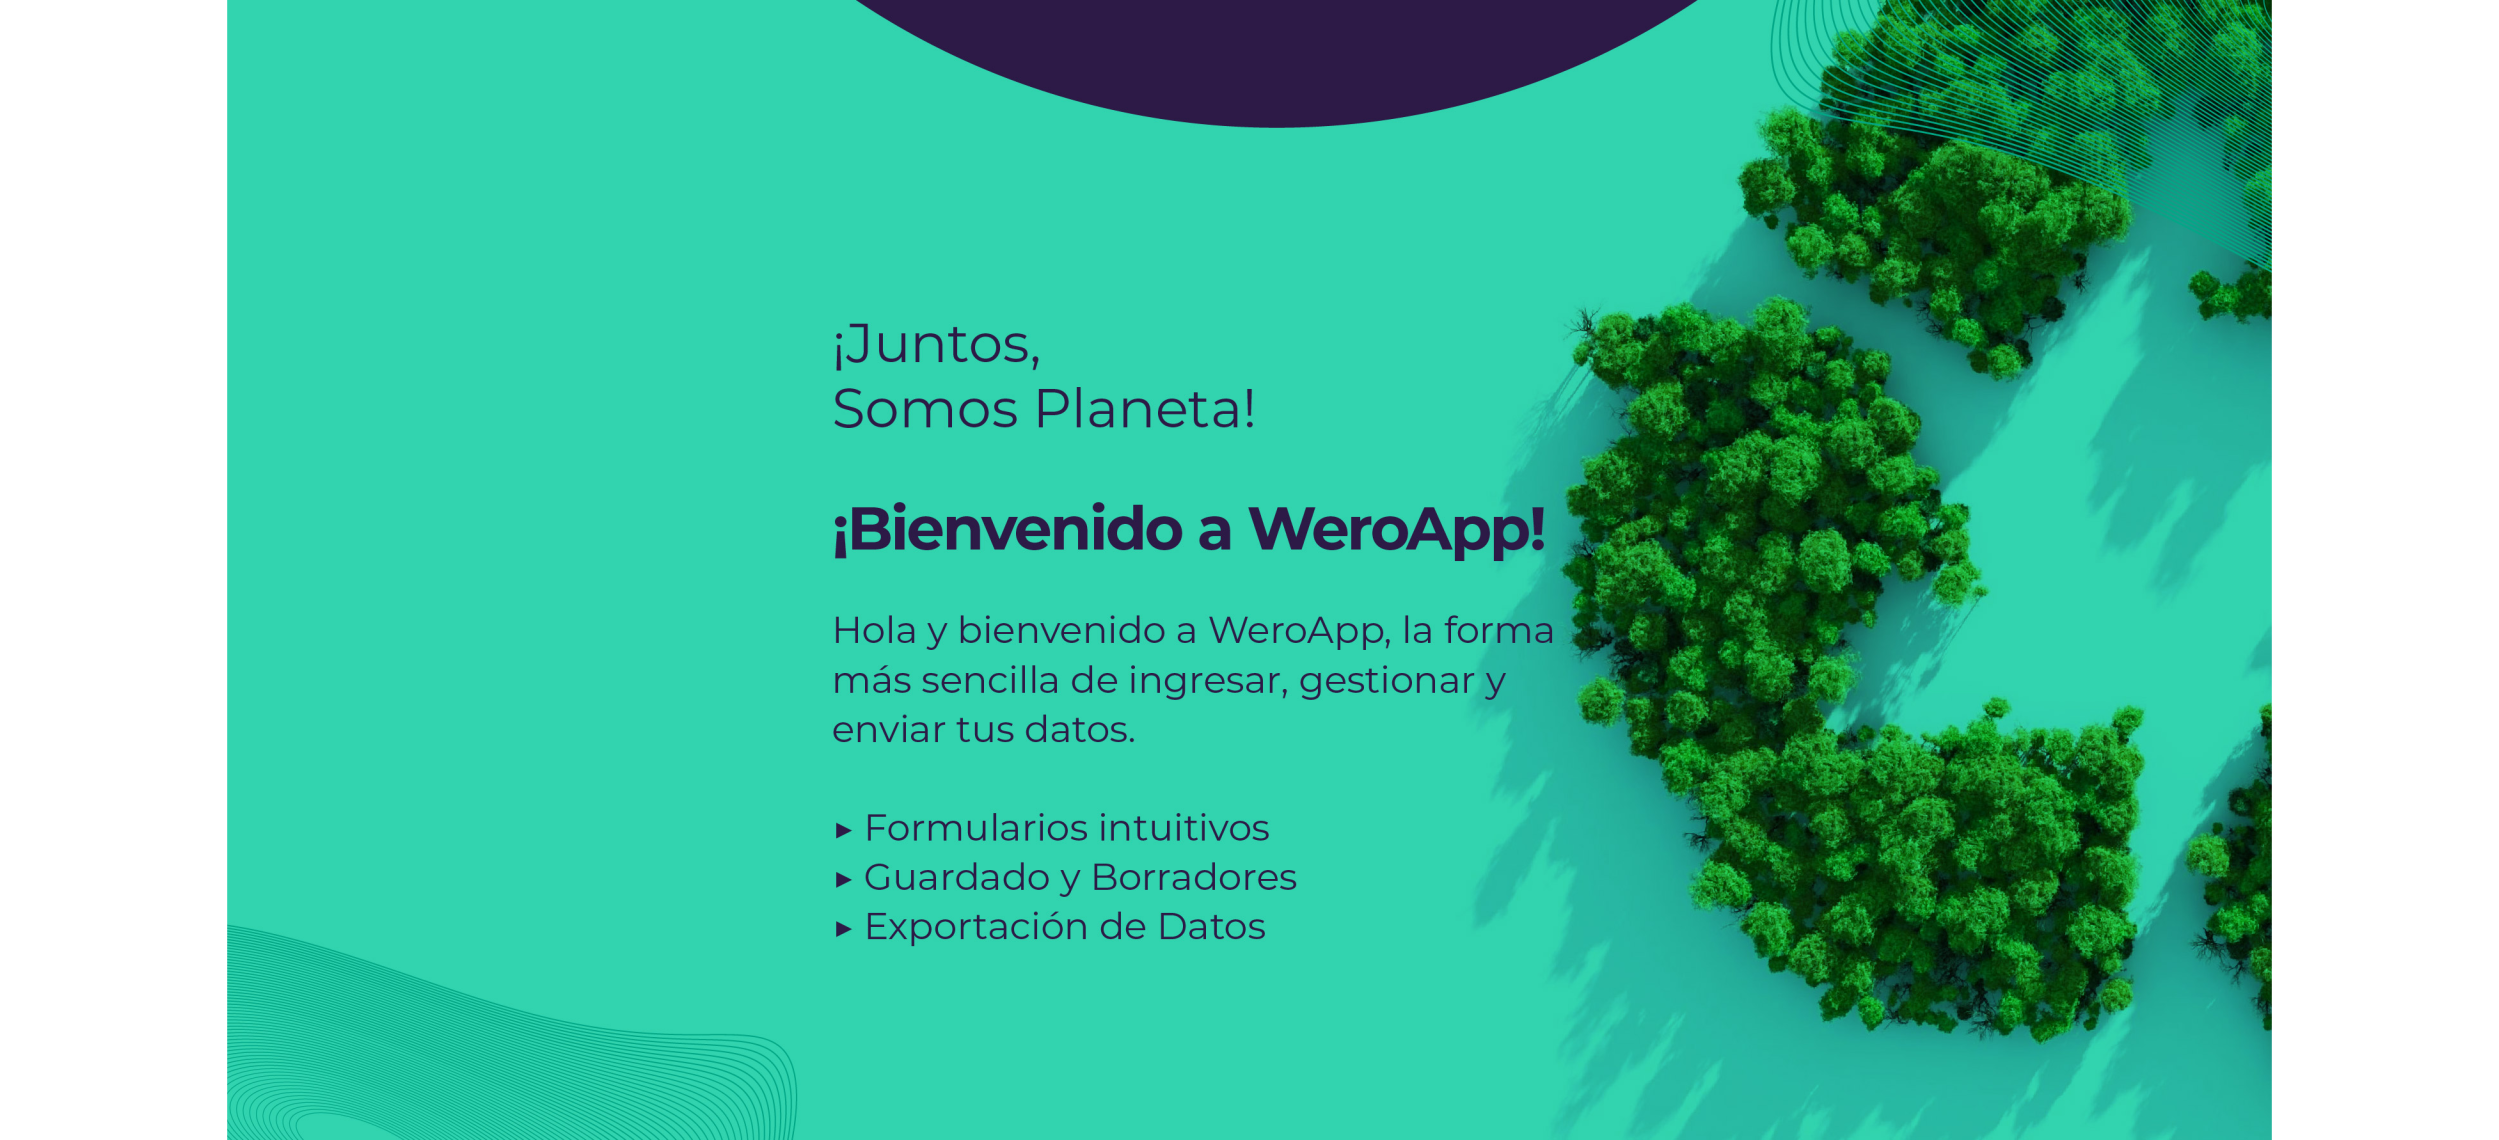 ¡Juntos,
Somos Planeta!
¡Bienvenido a WeroApp!
Hola y bienvenido a WeroApp, la forma
más sencilla de ingresar, gestionar y
enviar tus datos.
▸ Formularios intuitivos
▸ Guardado y Borradores
▸ Exportación de Datos